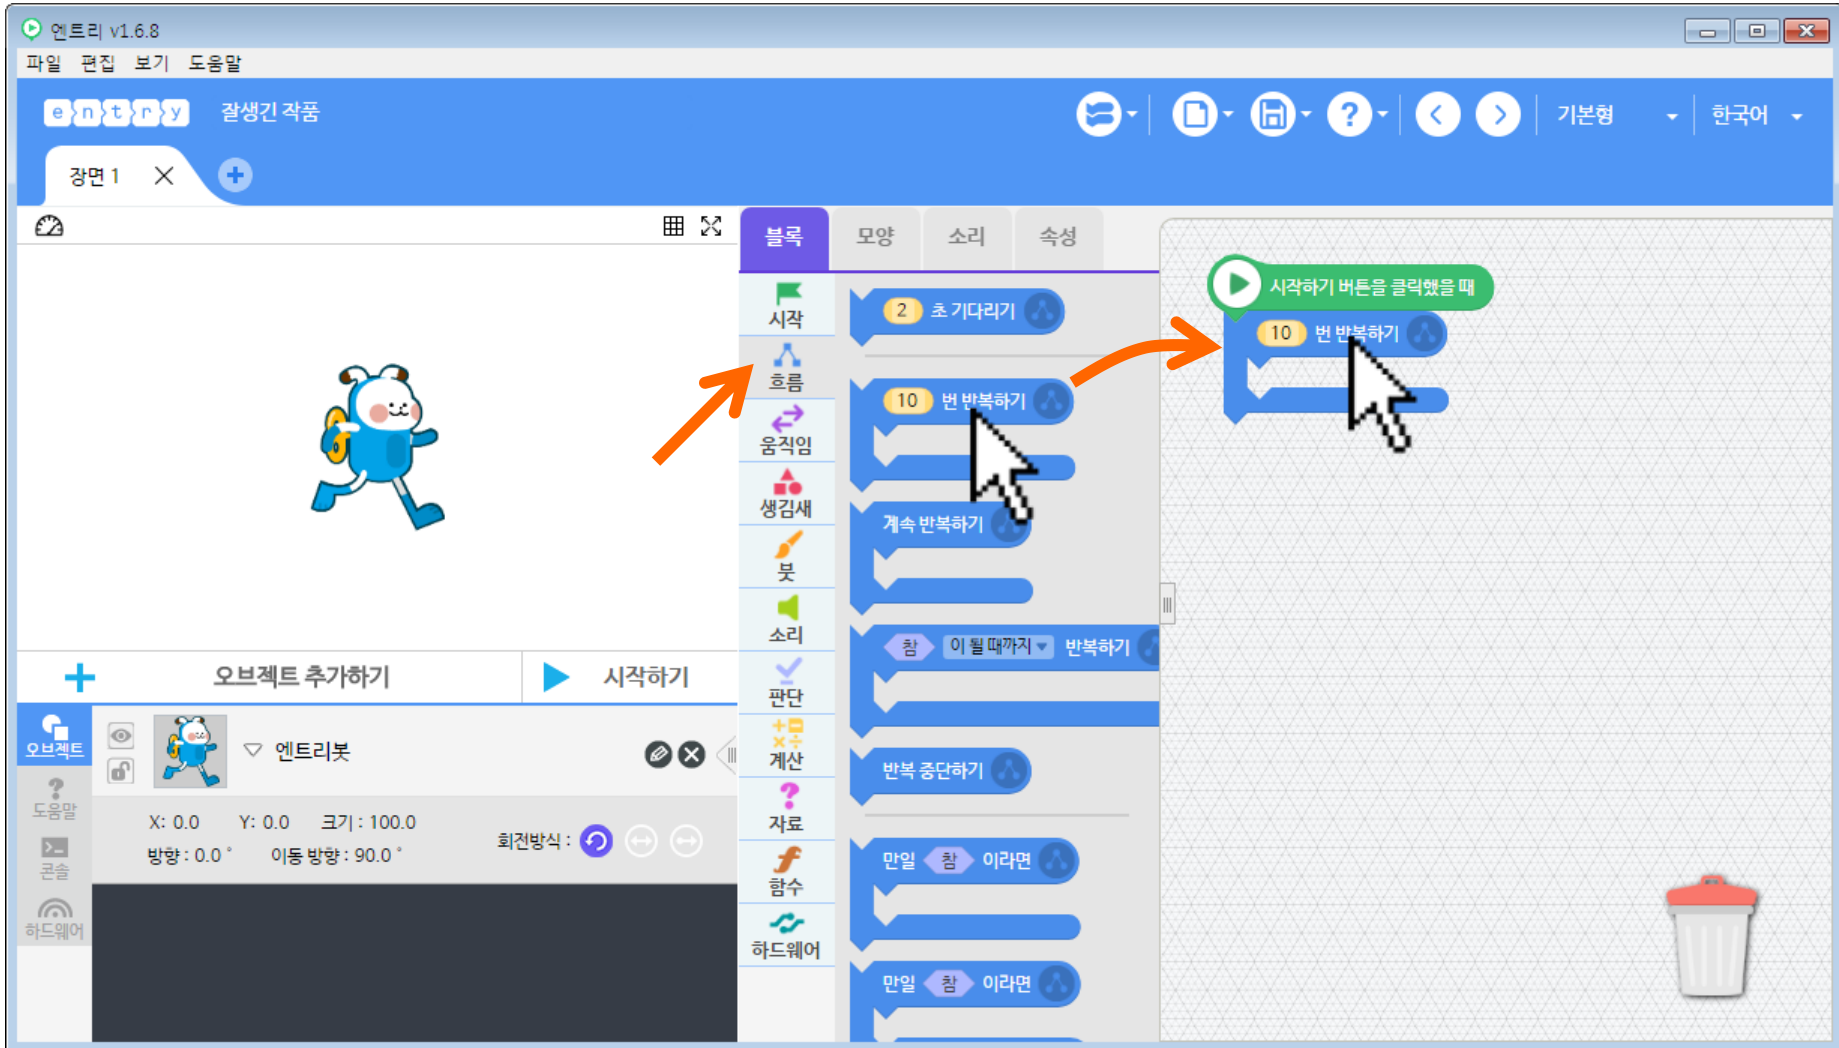 엔트리 v1.6.8
파일 편집 보기 도움말
entry 잘생긴 작품
? 기본형 한국어
장면 1
블록 모양 소리 속성
시작
흐름
움직임
생김새
붓
소리
판단
계산
자료
함수
하드웨어
2 초 기다리기
10 번 반복하기
계속 반복하기
참 이 될 때까지 반복하기
반복 중단하기
만일 참 이라면
만일 참 이라면
시작하기 버튼을 클릭했을 때
10 번 반복하기
오브젝트 추가하기
시작하기
오브젝트
도움말
콘솔
하드웨어
엔트리봇
X: 0.0 Y: 0.0 크기 : 100.0
방향 : 0.0 ° 이동 방향 : 90.0 °
회전방식 :